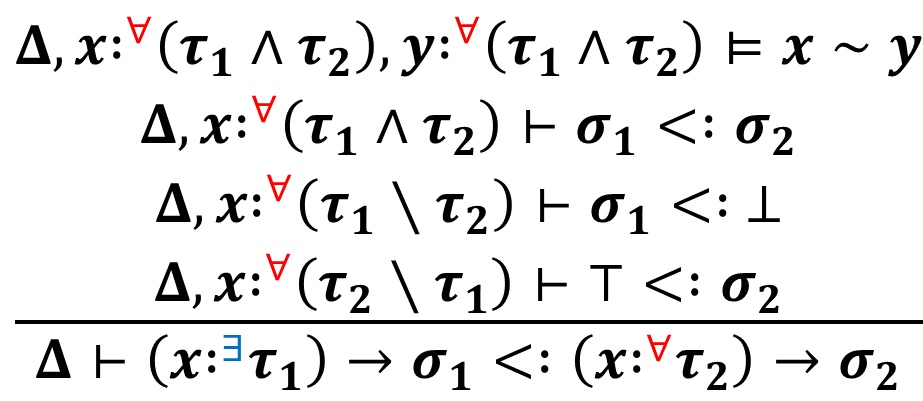 Δ, x:∀(τ₁ ∧ τ₂), y:∀(τ₁ ∧ τ₂) ⊨ x ∼ y
Δ, x:∀(τ₁ ∧ τ₂) ⊢ σ₁ <: σ₂
Δ, x:∀(τ₁ \ τ₂) ⊢ σ₁ <: ⊥
Δ, x:∀(τ₂ \ τ₁) ⊢ ⊤ <: σ₂
Δ ⊢ (x:∃τ₁) → σ₁ <: (x:∀τ₂) → σ₂